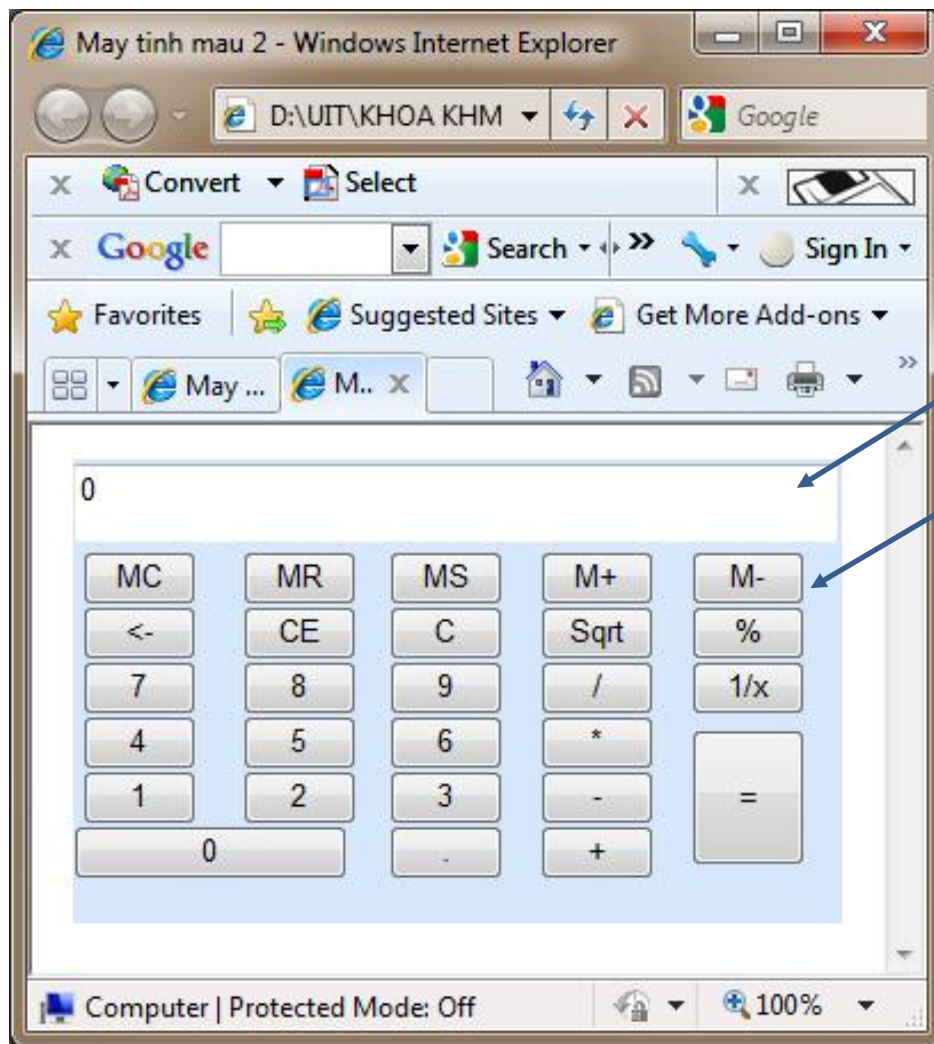 May tinh mau 2 - Windows Internet Explorer
D:\UIT\KHOA KHM
Google
Convert Select
Google Search Sign In
Favorites Suggested Sites Get More Add-ons
May ... M..
0
MC MR MS M+ M-
<- CE C Sqrt %
7 8 9 / 1/x
4 5 6 *
1 2 3 - =
0 . +
Computer | Protected Mode: Off 100%